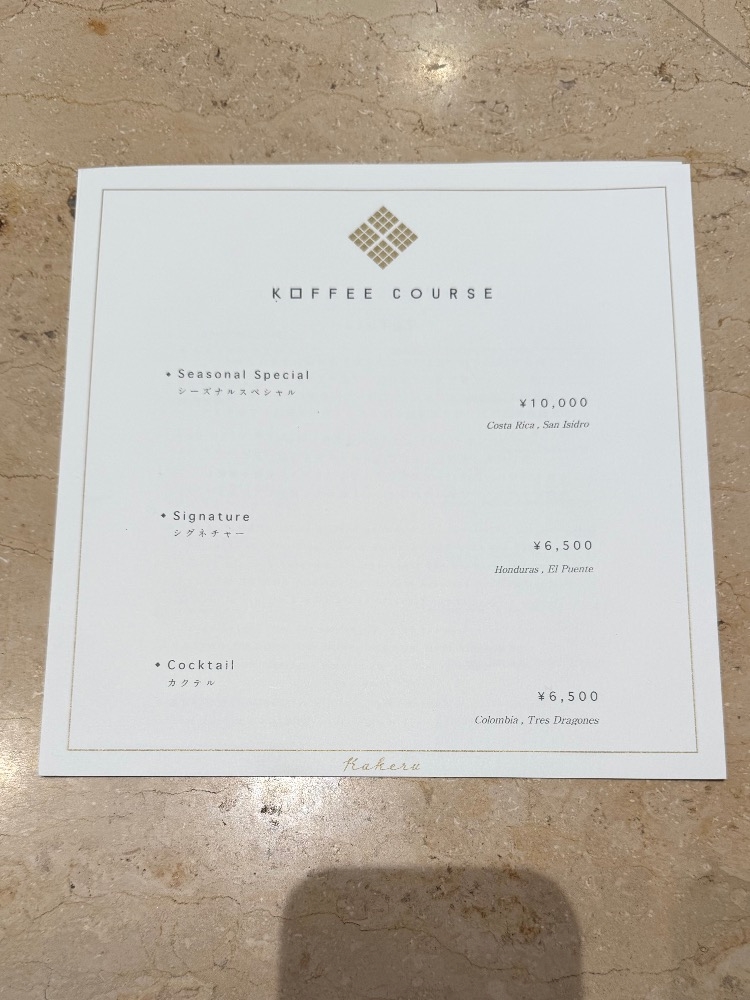 KOFFEE COURSE
Seasonal Special
シーズナルスペシャル
¥10,000
Costa Rica , San Isidro
Signature
シグネチャー
¥6,500
Honduras , El Puente
Cocktail
カクテル
¥6,500
Colombia , Tres Dragones
Kakeru